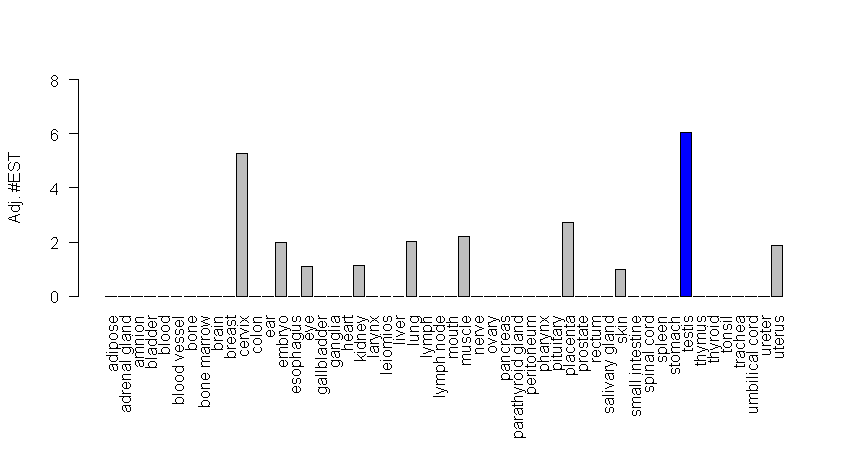 8
6
4
2
0
Adj. #EST
adipose
adrenal gland
amnion
bladder
blood
blood vessel
bone
bone marrow
brain
breast
cervix
colon
ear
embryo
esophagus
eye
gallbladder
ganglia
heart
kidney
larynx
leiomios
liver
lung
lymph
lymph node
mouth
muscle
nerve
ovary
pancreas
parathyroid gland
peritoneum
pharynx
pituitary
placenta
prostate
rectum
salivary gland
skin
small intestine
spinal cord
spleen
stomach
testis
thymus
thyroid
tonsil
trachea
umbilical cord
ureter
uterus